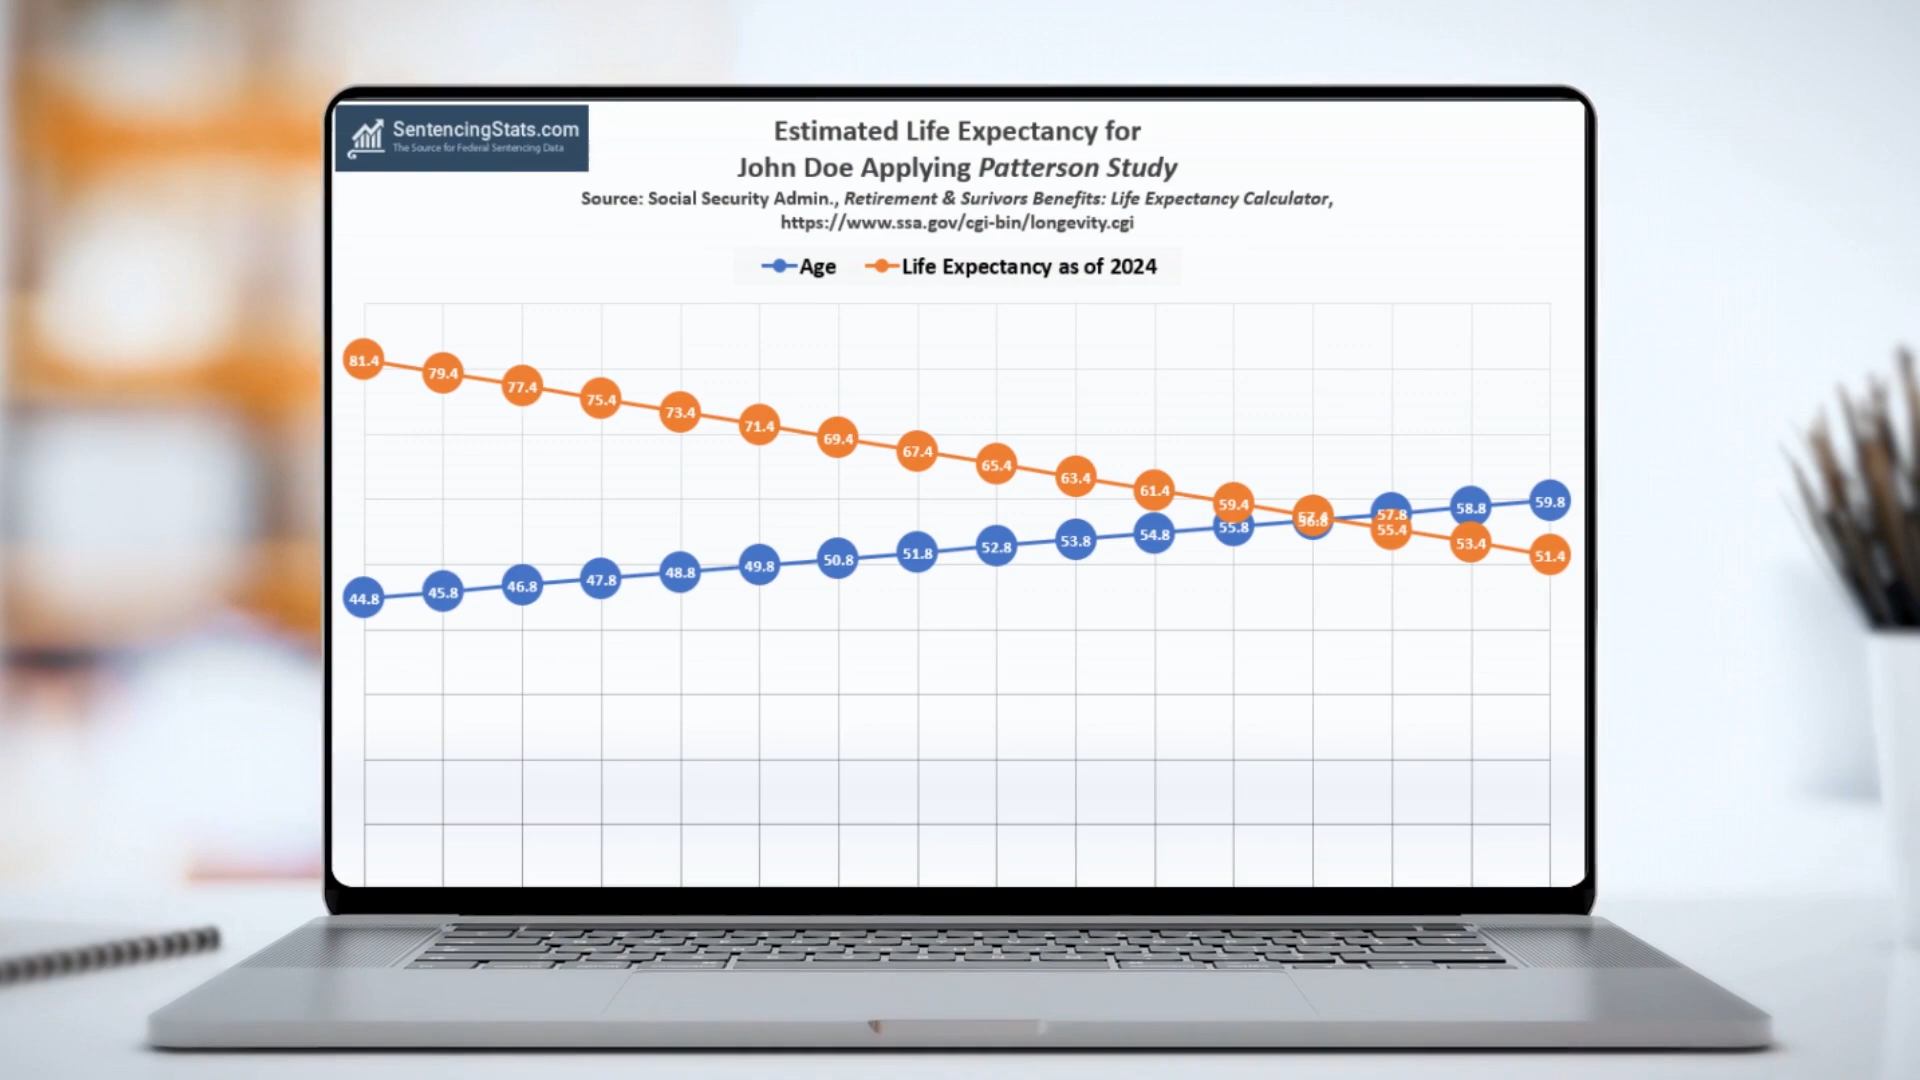 SentencingStats.com
The Source for Federal Sentencing Data
Estimated Life Expectancy for
John Doe Applying Patterson Study
Source: Social Security Admin., Retirement & Surivors Benefits: Life Expectancy Calculator,
https://www.ssa.gov/cgi-bin/longevity.cgi
Age Life Expectancy as of 2024
81.4 79.4 77.4 75.4 73.4 71.4 69.4 67.4 65.4 63.4 61.4 59.4 57.4 55.4 53.4 51.4
44.8 45.8 46.8 47.8 48.8 49.8 50.8 51.8 52.8 53.8 54.8 55.8 56.8 57.8 58.8 59.8